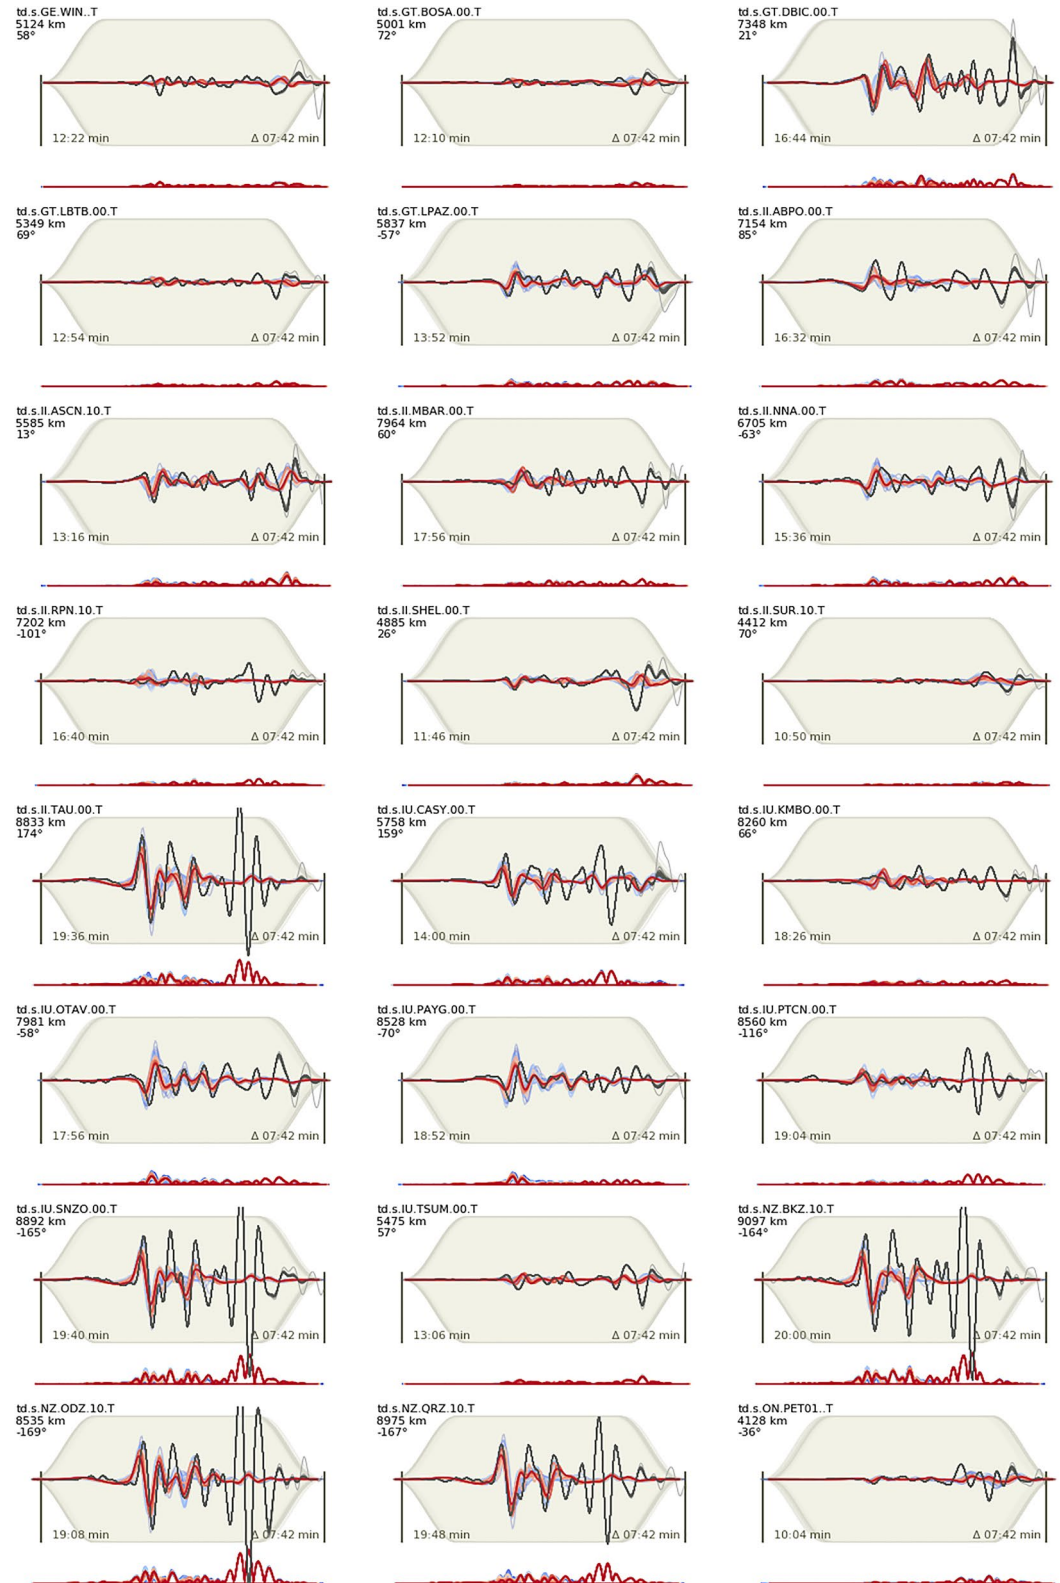 td.s.GE.WIN..T
5124 km
58°
12:22 min
Δ 07:42 min
td.s.GT.BOSA.00.T
5001 km
72°
12:10 min
Δ 07:42 min
td.s.GT.DBIC.00.T
7348 km
21°
16:44 min
Δ 07:42 min
td.s.GT.LBTB.00.T
5349 km
69°
12:54 min
Δ 07:42 min
td.s.GT.LPAZ.00.T
5837 km
-57°
13:52 min
Δ 07:42 min
td.s.II.ABPO.00.T
7154 km
85°
16:32 min
Δ 07:42 min
td.s.II.ASCN.10.T
5585 km
13°
13:16 min
Δ 07:42 min
td.s.II.MBAR.00.T
7964 km
60°
17:56 min
Δ 07:42 min
td.s.II.NNA.00.T
6705 km
-63°
15:36 min
Δ 07:42 min
td.s.II.RPN.10.T
7202 km
-101°
16:40 min
Δ 07:42 min
td.s.II.SHEL.00.T
4885 km
26°
11:46 min
Δ 07:42 min
td.s.II.SUR.10.T
4412 km
70°
10:50 min
Δ 07:42 min
td.s.II.TAU.00.T
8833 km
174°
19:36 min
Δ 07:42 min
td.s.IU.CASY.00.T
5758 km
159°
14:00 min
Δ 07:42 min
td.s.IU.KMBO.00.T
8260 km
66°
18:26 min
Δ 07:42 min
td.s.IU.OTAV.00.T
7981 km
-58°
17:56 min
Δ 07:42 min
td.s.IU.PAYG.00.T
8528 km
-70°
18:52 min
Δ 07:42 min
td.s.IU.PTCN.00.T
8560 km
-116°
19:04 min
Δ 07:42 min
td.s.IU.SNZO.00.T
8892 km
-165°
19:40 min
Δ 07:42 min
td.s.IU.TSUM.00.T
5475 km
57°
13:06 min
Δ 07:42 min
td.s.NZ.BKZ.10.T
9097 km
-164°
20:00 min
Δ 07:42 min
td.s.NZ.ODZ.10.T
8535 km
-169°
19:08 min
Δ 07:42 min
td.s.NZ.QRZ.10.T
8975 km
-167°
19:48 min
Δ 07:42 min
td.s.ON.PET01..T
4128 km
-36°
10:04 min
Δ 07:42 min